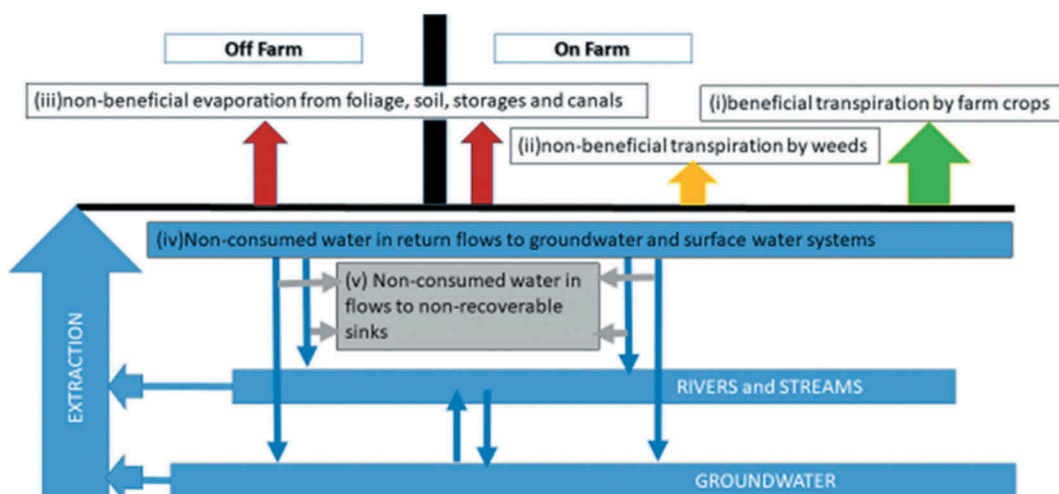 Off Farm
On Farm
(iii)non-beneficial evaporation from foliage, soil, storages and canals
(i)beneficial transpiration by farm crops
(ii)non-beneficial transpiration by weeds
(iv)Non-consumed water in return flows to groundwater and surface water systems
(v) Non-consumed water in
flows to non-recoverable
sinks
EXTRACTION
RIVERS and STREAMS
GROUNDWATER